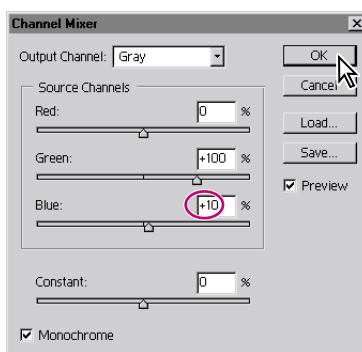 Channel Mixer
Output Channel: Gray
OK
Source Channels
Cancel
Red: 0 %
Load...
Green: +100 %
Save...
Preview
Blue: +10 %
Constant: 0 %
Monochrome